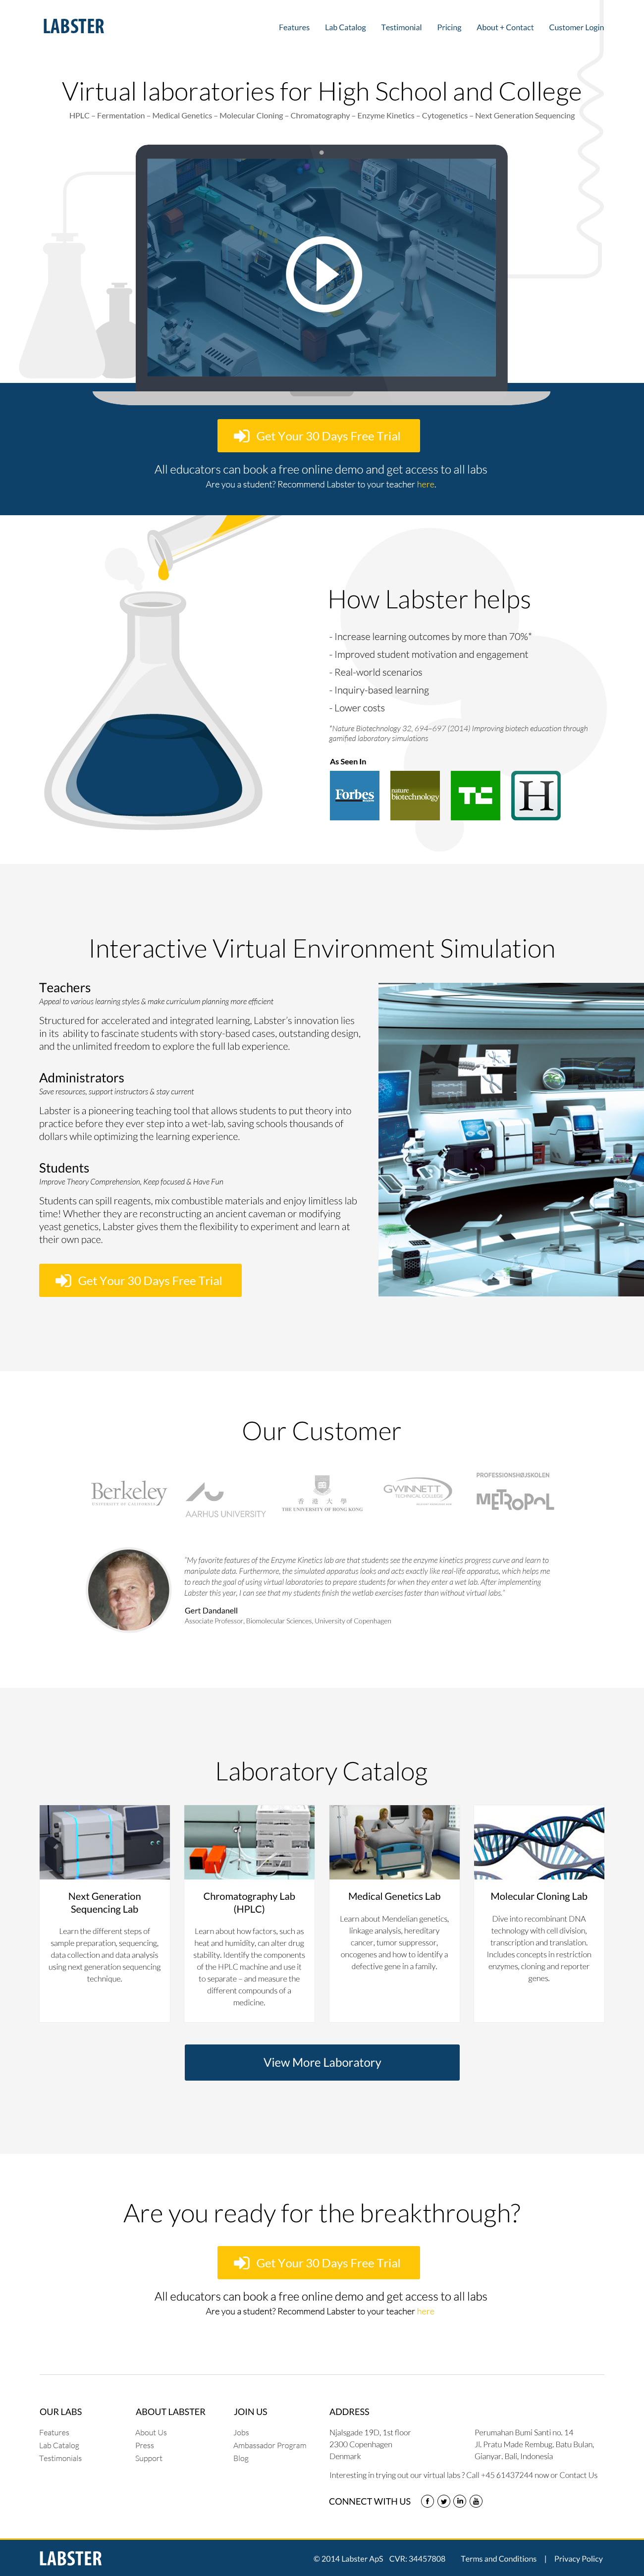 LABSTER
Features Lab Catalog Testimonial Pricing About + Contact Customer Login
Virtual laboratories for High School and College
HPLC – Fermentation – Medical Genetics – Molecular Cloning – Chromatography – Enzyme Kinetics – Cytogenetics – Next Generation Sequencing
Get Your 30 Days Free Trial
All educators can book a free online demo and get access to all labs
Are you a student? Recommend Labster to your teacher here.
How Labster helps
- Increase learning outcomes by more than 70%*
- Improved student motivation and engagement
- Real-world scenarios
- Inquiry-based learning
- Lower costs
*Nature Biotechnology 32, 694–697 (2014) Improving biotech education through
gamified laboratory simulations
As Seen In
Forbes
nature
biotechnology
TC
H
Interactive Virtual Environment Simulation
Teachers
Appeal to various learning styles & make curriculum planning more efficient
Structured for accelerated and integrated learning, Labster's innovation lies
in its ability to fascinate students with story-based cases, outstanding design,
and the unlimited freedom to explore the full lab experience.
Administrators
Save resources, support instructors & stay current
Labster is a pioneering teaching tool that allows students to put theory into
practice before they ever step into a wet-lab, saving schools thousands of
dollars while optimizing the learning experience.
Students
Improve Theory Comprehension, Keep focused & Have Fun
Students can spill reagents, mix combustible materials and enjoy limitless lab
time! Whether they are reconstructing an ancient caveman or modifying
yeast genetics, Labster gives them the flexibility to experiment and learn at
their own pace.
Get Your 30 Days Free Trial
Our Customer
Berkeley
UNIVERSITY OF CALIFORNIA
AARHUS UNIVERSITY
香港大學
THE UNIVERSITY OF HONG KONG
GWINNETT
TECHNICAL COLLEGE
PROFESSIONSHØJSKOLEN
METROPOL
"My favorite features of the Enzyme Kinetics lab are that students see the enzyme kinetics progress curve and learn to
manipulate data. Furthermore, the simulated apparatus looks and acts exactly like real-life apparatus, which helps me
to reach the goal of using virtual laboratories to prepare students for when they enter a wet lab. After implementing
Labster this year, I can see that my students finish the wetlab exercises faster than without virtual labs."
Gert Dandanell
Associate Professor, Biomolecular Sciences, University of Copenhagen
Laboratory Catalog
Next Generation
Sequencing Lab
Learn the different steps of
sample preparation, sequencing,
data collection and data analysis
using next generation sequencing
technique.
Chromatography Lab
(HPLC)
Learn about how factors, such as
heat and humidity, can alter drug
stability. Identify the components
of the HPLC machine and use it
to separate – and measure the
different compounds of a
medicine.
Medical Genetics Lab
Learn about Mendelian genetics,
linkage analysis, hereditary
cancer, tumor suppressor,
oncogenes and how to identify a
defective gene in a family.
Molecular Cloning Lab
Dive into recombinant DNA
technology with cell division,
transcription and translation.
Includes concepts in restriction
enzymes, cloning and reporter
genes.
View More Laboratory
Are you ready for the breakthrough?
Get Your 30 Days Free Trial
All educators can book a free online demo and get access to all labs
Are you a student? Recommend Labster to your teacher here
OUR LABS
Features
Lab Catalog
Testimonials
ABOUT LABSTER
About Us
Press
Support
JOIN US
Jobs
Ambassador Program
Blog
ADDRESS
Njalsgade 19D, 1st floor
2300 Copenhagen
Denmark
Perumahan Bumi Santi no. 14
Jl. Pratu Made Rembug, Batu Bulan,
Gianyar, Bali, Indonesia
Interesting in trying out our virtual labs ? Call +45 61437244 now or Contact Us
CONNECT WITH US
LABSTER
© 2014 Labster ApS CVR: 34457808 Terms and Conditions | Privacy Policy